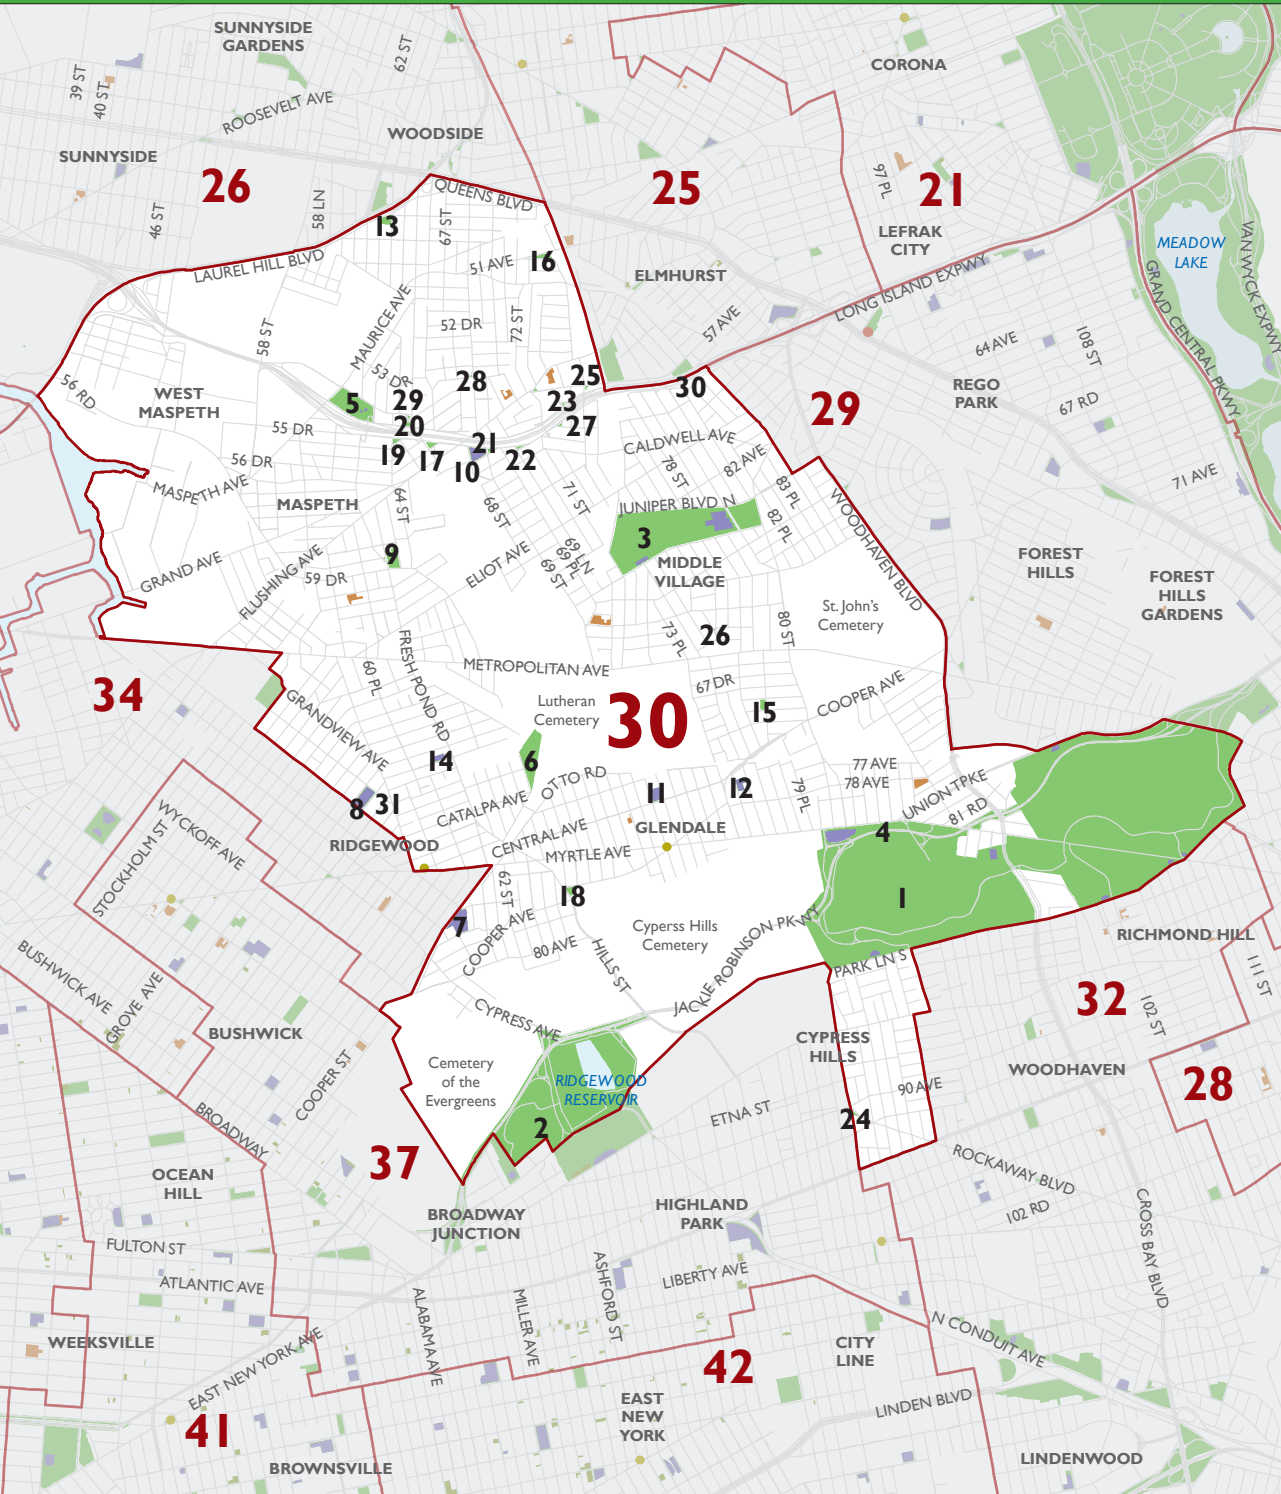 SUNNYSIDE
GARDENS
62 ST
39 ST
40 ST
ROOSEVELT AVE
WOODSIDE
SUNNYSIDE
26
46 ST
58 LN
CORONA
25
97 PL
21
LEFRAK
CITY
ELMHURST
QUEENS BLVD
13
67 ST
51 AVE
16
LAUREL HILL BLVD
MEADOW
LAKE
VAN WYCK EXPWY
GRAND CENTRAL PKWY
LONG ISLAND EXPWY
57 AVE
64 AVE
108 ST
REGO
PARK
67 RD
29
71 AVE
58 ST
MAURICE AVE
52 DR
72 ST
53 DR
56 RD
WEST
MASPETH
5
29
28
25
23
30
20
27
55 DR
19
17
21
10
22
CALDWELL AVE
78 ST
82 AVE
56 DR
MASPETH AVE
MASPETH
64 ST
68 ST
71 ST
JUNIPER BLVD N
83 PL
82 PL
WOODHAVEN BLVD
3
MIDDLE
VILLAGE
9
ELIOT AVE
69 LN
69 PL
69 ST
GRAND AVE
FLUSHING AVE
59 DR
FOREST
HILLS
FOREST
HILLS
GARDENS
St. John's
Cemetery
80 ST
26
73 PL
FRESH POND RD
60 PL
METROPOLITAN AVE
67 DR
COOPER AVE
34
Lutheran
Cemetery
30
15
GRANDVIEW AVE
14
6
OTTO RD
77 AVE
78 AVE
UNION TPKE
81 RD
8
31
CATALPA AVE
11
12
79 PL
RIDGEWOOD
CENTRAL AVE
GLENDALE
MYRTLE AVE
4
WYCKOFF AVE
STOCKHOLM ST
62 ST
18
1
7
COOPER AVE
80 AVE
HILLS ST
Cyperss Hills
Cemetery
JACKIE ROBINSON PKWY
PARK LN S
RICHMOND HILL
111 ST
BUSHWICK AVE
GROVE AVE
BUSHWICK
CYPRESS AVE
32
102 ST
CYPRESS
HILLS
COOPER ST
Cemetery
of the
Evergreens
RIDGEWOOD
RESERVOIR
WOODHAVEN
28
90 AVE
2
ETNA ST
24
BROADWAY
37
OCEAN
HILL
ROCKAWAY BLVD
102 RD
CROSS BAY BLVD
BROADWAY
JUNCTION
HIGHLAND
PARK
FULTON ST
ATLANTIC AVE
ASHFORD ST
LIBERTY AVE
ALABAMA AVE
MILLER AVE
WEEKSVILLE
EAST NEW YORK AVE
42
CITY
LINE
N CONDUIT AVE
EAST
NEW
YORK
LINDEN BLVD
41
BROWNSVILLE
LINDENWOOD